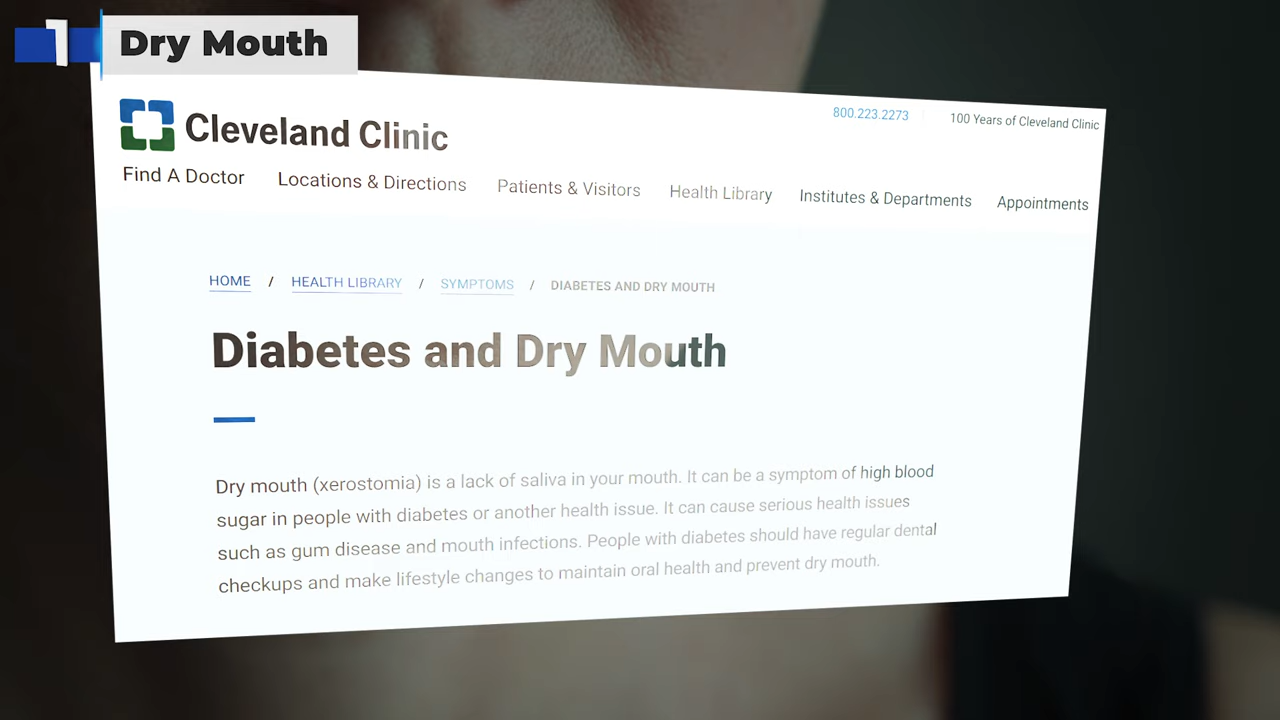 1 Dry Mouth
Cleveland Clinic
800.223.2273
100 Years of Cleveland Clinic
Find A Doctor Locations & Directions Patients & Visitors Health Library Institutes & Departments Appointments
HOME / HEALTH LIBRARY / SYMPTOMS / DIABETES AND DRY MOUTH
Diabetes and Dry Mouth
Dry mouth (xerostomia) is a lack of saliva in your mouth. It can be a symptom of high blood
sugar in people with diabetes or another health issue. It can cause serious health issues
such as gum disease and mouth infections. People with diabetes should have regular dental
checkups and make lifestyle changes to maintain oral health and prevent dry mouth.